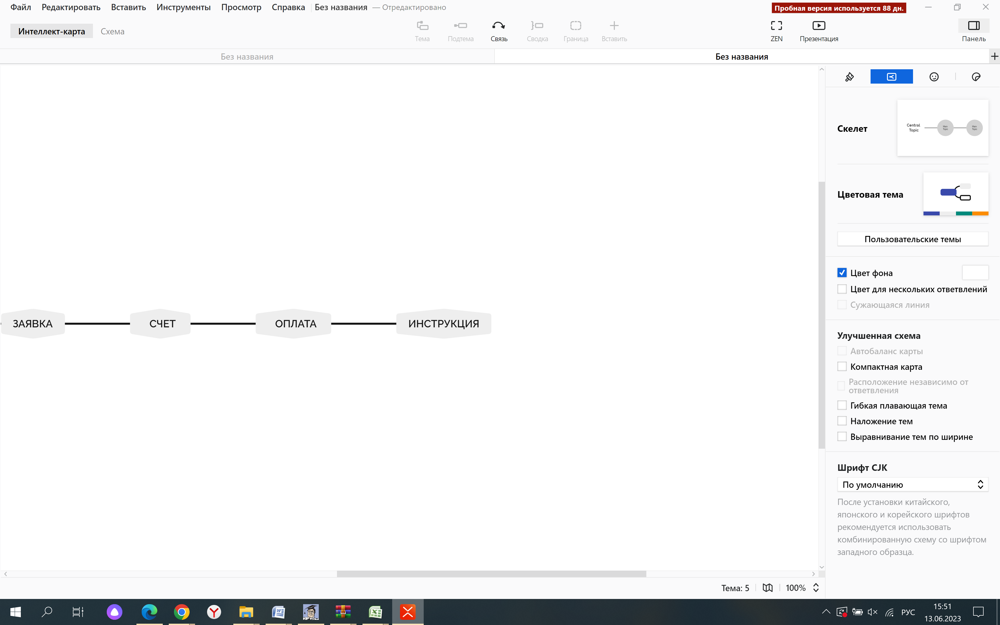 Файл Редактировать Вставить Инструменты Просмотр Справка Без названия — Отредактировано
Пробная версия используется 88 дн.
Интеллект-карта Схема
Тема Подтема Связь Сводка Граница Вставить
ZEN Презентация Панель
Без названия Без названия
Скелет
Central Topic
Main Topic
Main Topic
Цветовая тема
Пользовательские темы
Цвет фона
Цвет для нескольких ответвлений
Сужающаяся линия
ЗАЯВКА СЧЕТ ОПЛАТА ИНСТРУКЦИЯ
Улучшенная схема
Автобаланс карты
Компактная карта
Расположение независимо от
ответвления
Гибкая плавающая тема
Наложение тем
Выравнивание тем по ширине
Шрифт CJK
По умолчанию
После установки китайского,
японского и корейского шрифтов
рекомендуется использовать
комбинированную схему со шрифтом
западного образца.
Тема: 5 100%
РУС
15:51
13.06.2023